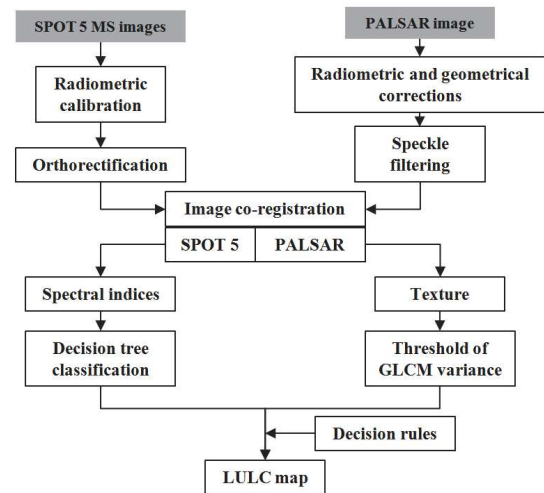 SPOT 5 MS images
PALSAR image
Radiometric
calibration
Radiometric and geometrical
corrections
Orthorectification
Speckle
filtering
Image co-registration
SPOT 5
PALSAR
Spectral indices
Texture
Decision tree
classification
Threshold of
GLCM variance
Decision rules
LULC map